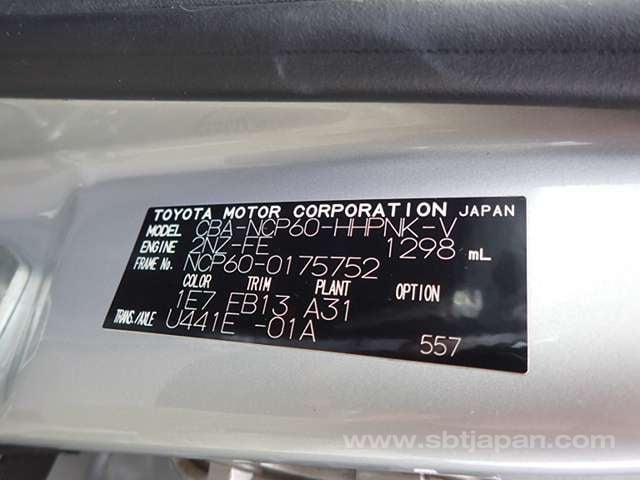 TOYOTA MOTOR CORPORATION JAPAN
MODEL CBA-NCP60-HHPNK-V
ENGINE 2NZ-FE 1298 mL
FRAME No. NCP60-0175752
COLOR TRIM PLANT OPTION
1E7 FB13 A31
TRANS./AXLE U441E -01A
557
www.sbtjapan.com